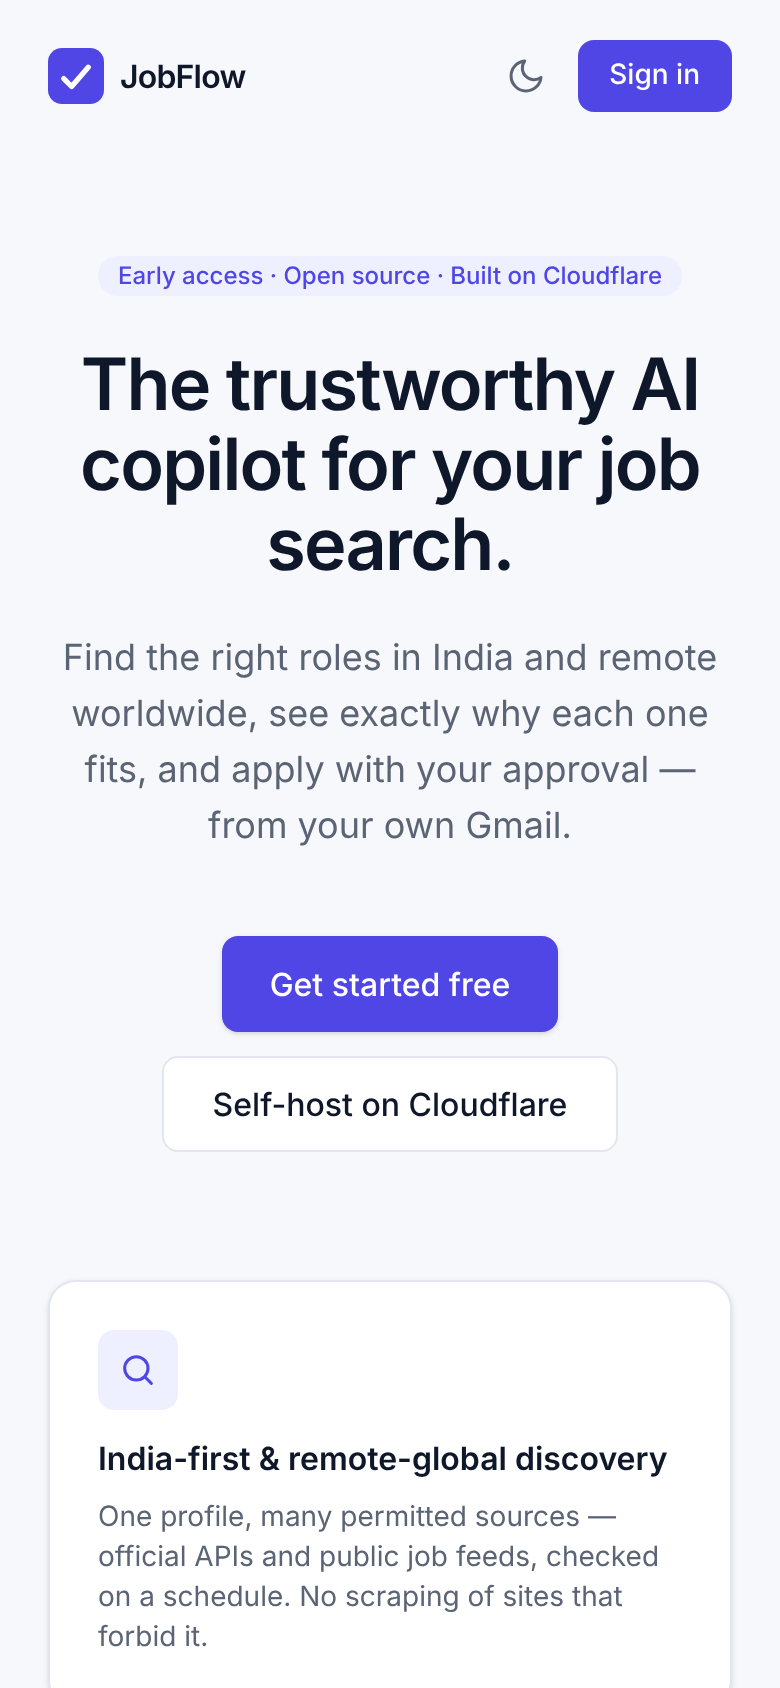 JobFlow
Sign in
Early access · Open source · Built on Cloudflare
The trustworthy AI
copilot for your job
search.
Find the right roles in India and remote
worldwide, see exactly why each one
fits, and apply with your approval —
from your own Gmail.
Get started free
Self-host on Cloudflare
India-first & remote-global discovery
One profile, many permitted sources —
official APIs and public job feeds, checked
on a schedule. No scraping of sites that
forbid it.